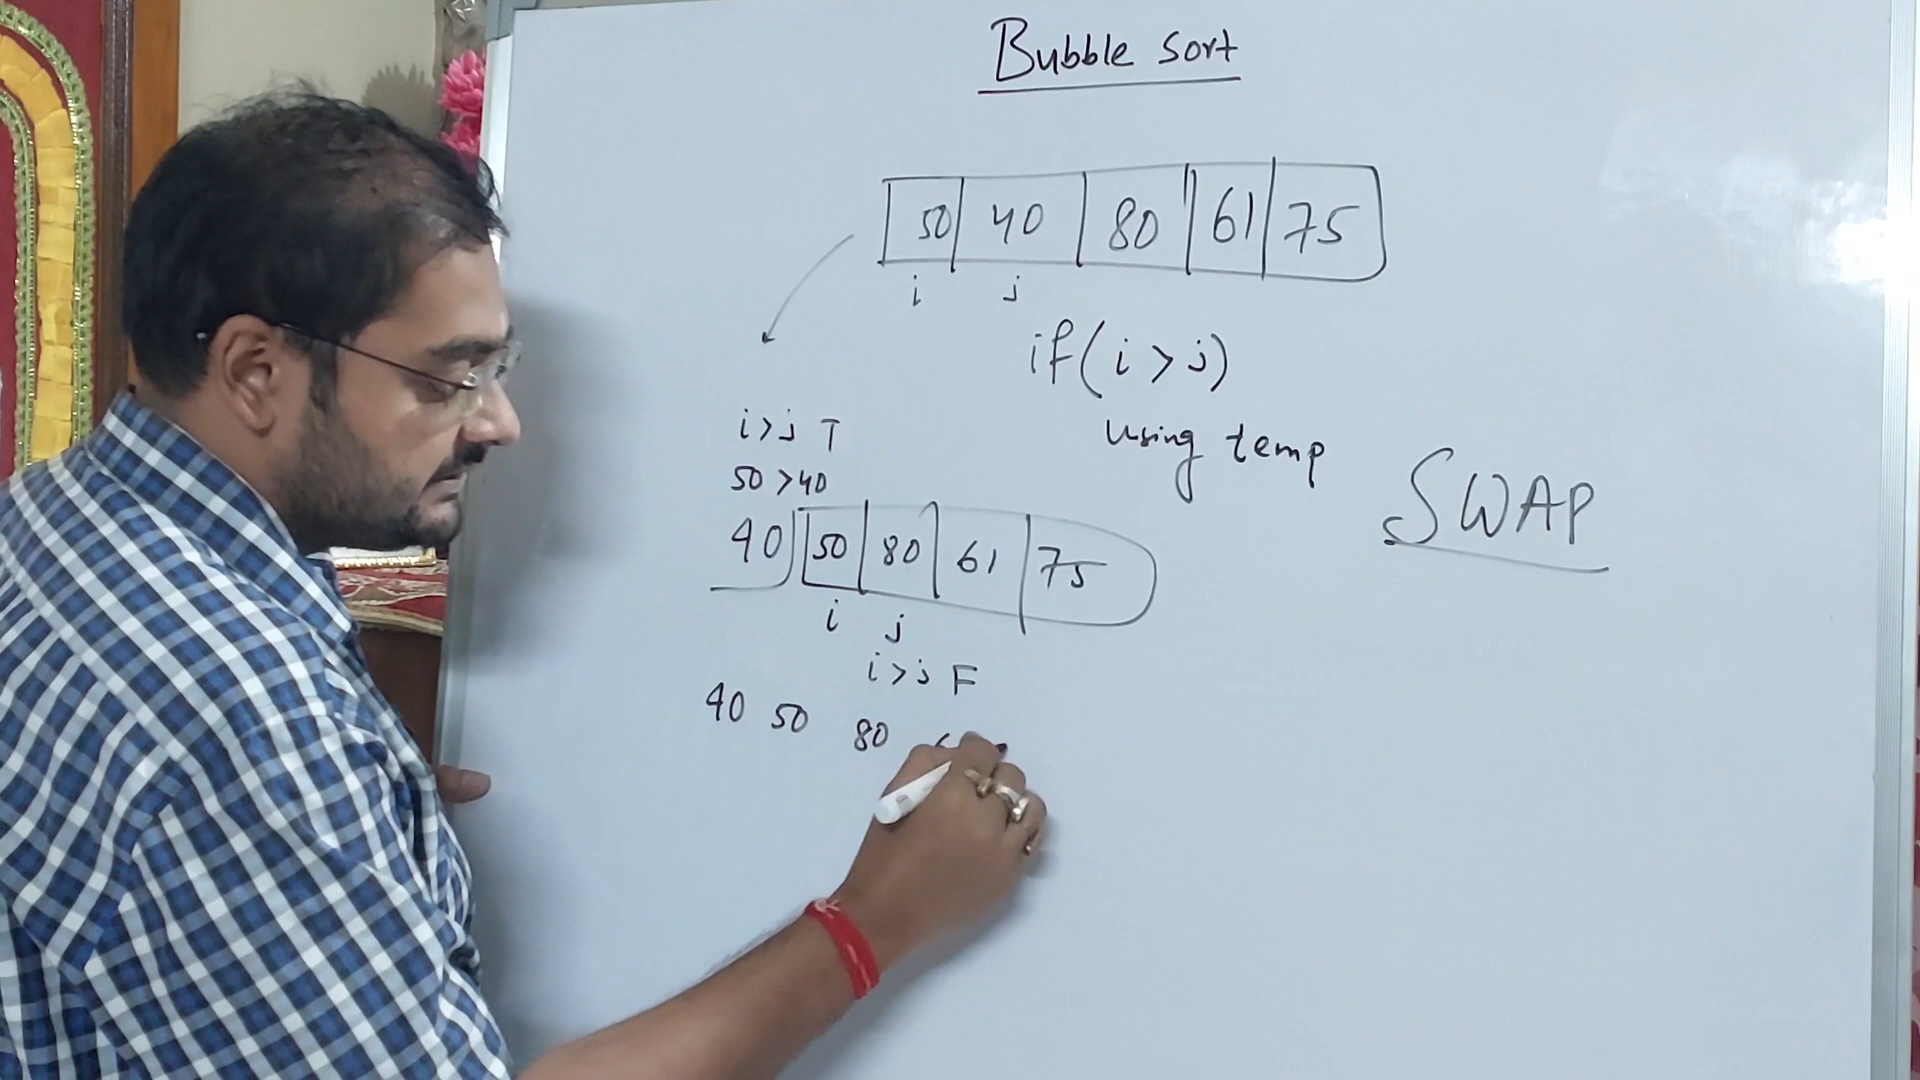 Bubble Sort
50 40 80 61 75
i j
if(i > j)
using temp
SWAP
i>j T
50 >40
40 50 80 61 75
i j
i>j F
40 50 80